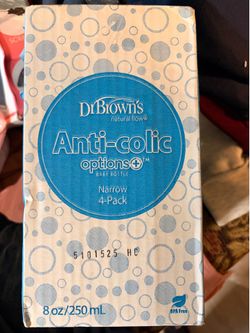 Dr.Brown's
natural flow®
Anti-colic
options+™
BABY BOTTLE
Narrow
4-Pack
5101525 HC
8 oz/250 mL
BPA Free